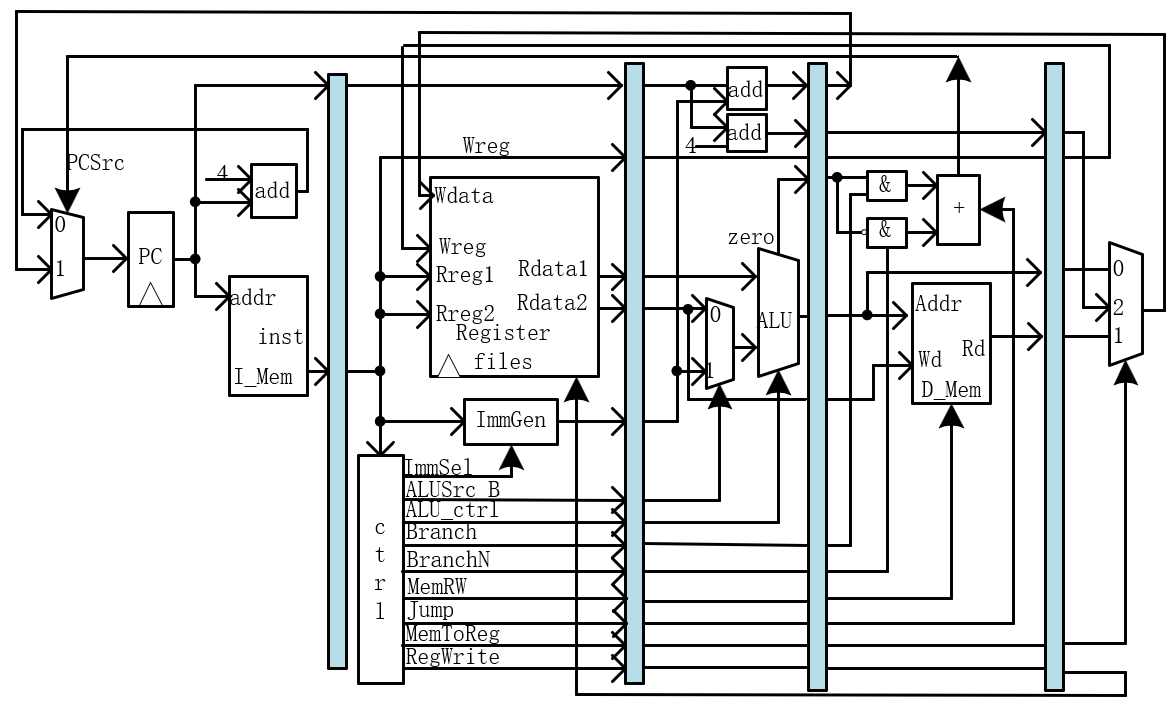 add
add
4
Wreg
PCSrc
4
add
0
1
PC
Wdata
Wreg
Rreg1
Rreg2
Rdata1
Rdata2
Register
files
zero
ALU
0
1
&
&
+
0
2
1
addr
inst
I_Mem
Addr
Wd
Rd
D_Mem
ImmGen
ctrl
ImmSel
ALUSrc_B
ALU_ctrl
Branch
BranchN
MemRW
Jump
MemToReg
RegWrite